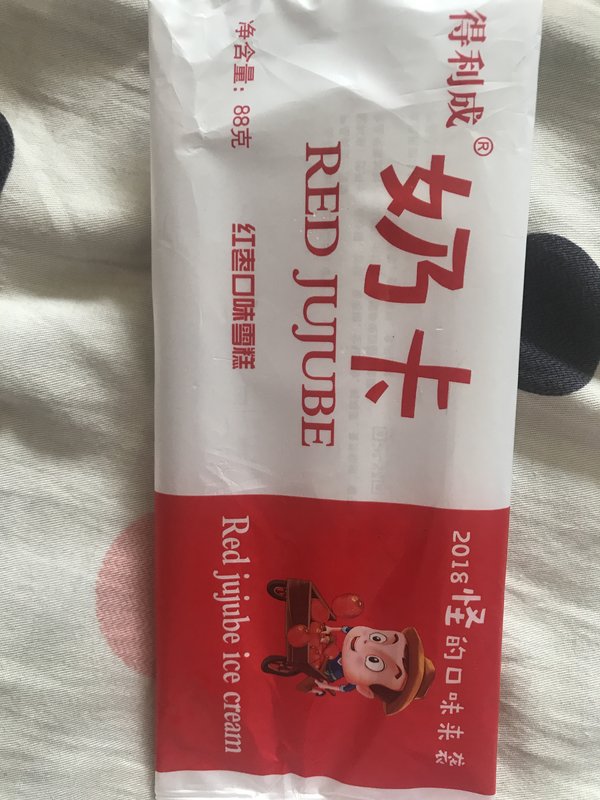 得利成®
奶卡
RED JUJUBE
红枣口味雪糕
净含量：88克
2018怪的口味来袭
Red jujube ice cream